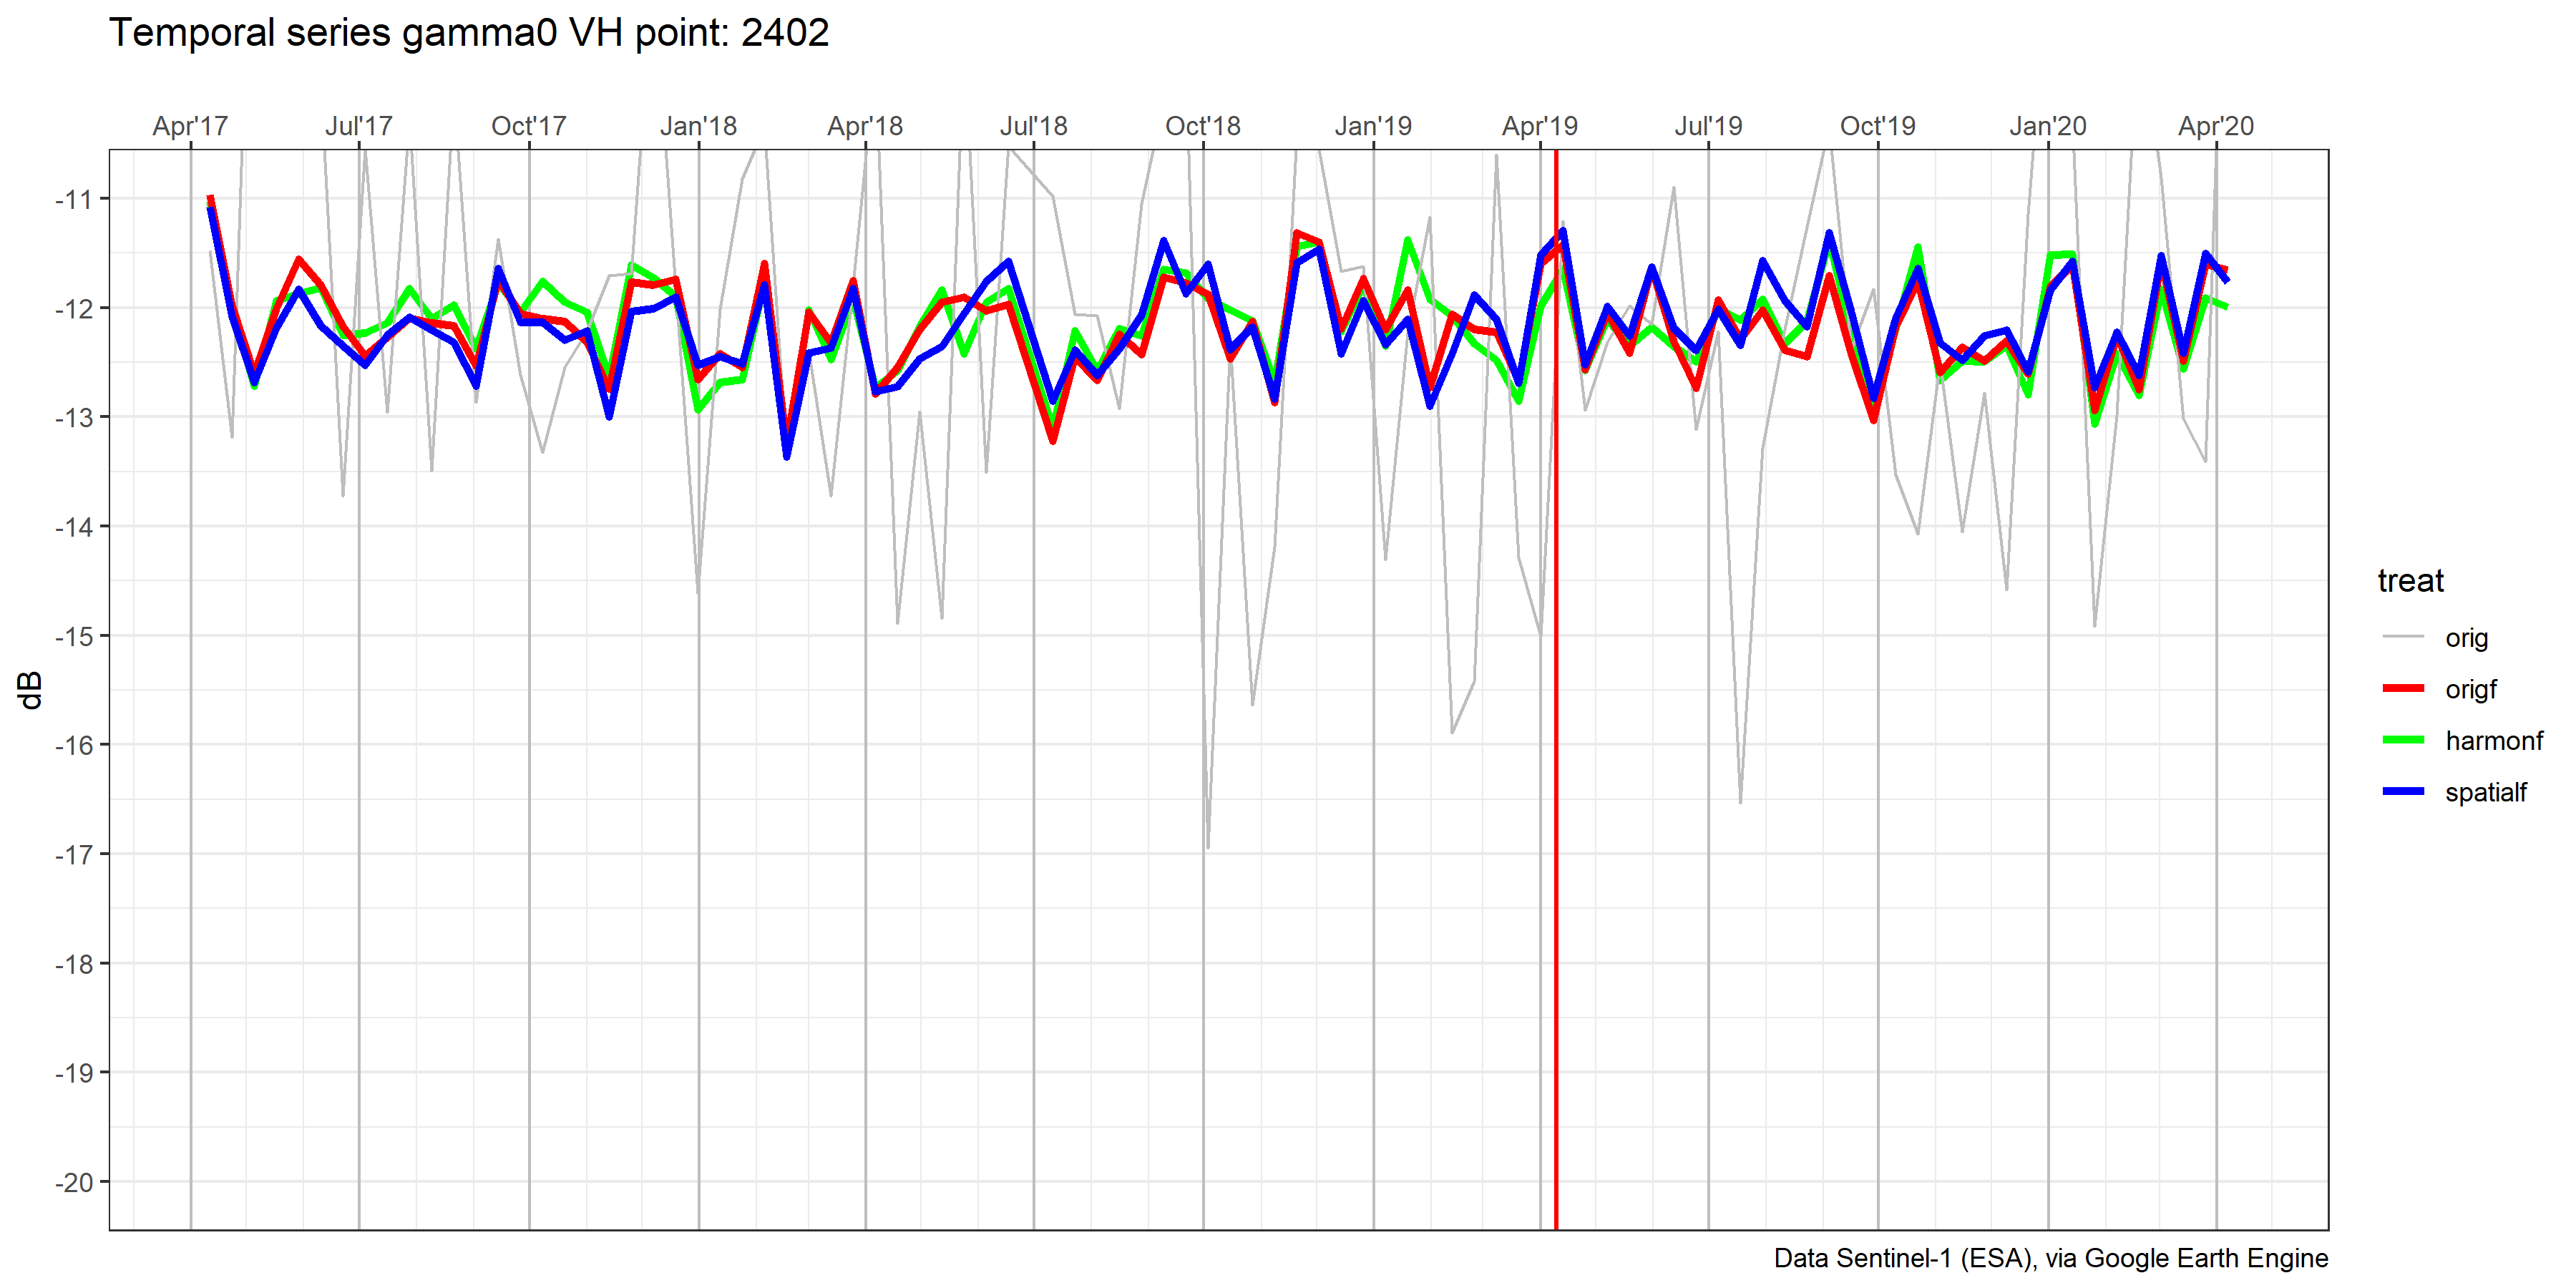 Temporal series gamma0 VH point: 2402
Apr'17 Jul'17 Oct'17 Jan'18 Apr'18 Jul'18 Oct'18 Jan'19 Apr'19 Jul'19 Oct'19 Jan'20 Apr'20
-11
-12
-13
-14
-15
-16
-17
-18
-19
-20
dB
treat
orig
origf
harmonf
spatialf
Data Sentinel-1 (ESA), via Google Earth Engine